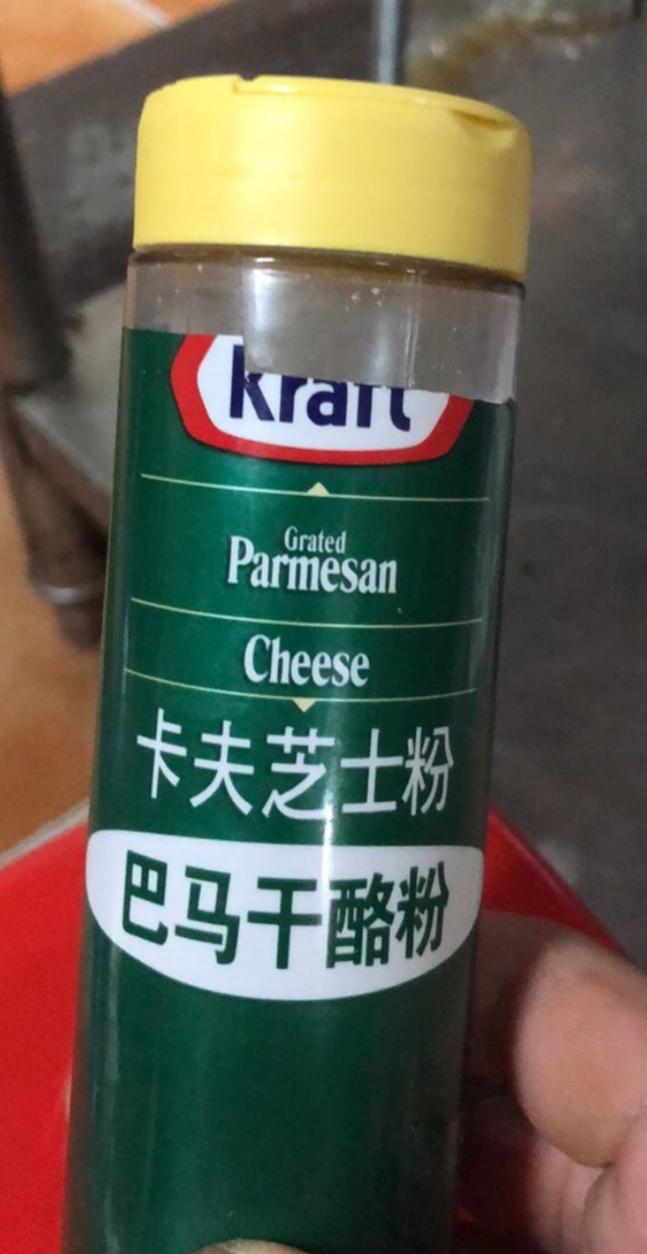 kraft
Grated
Parmesan
Cheese
卡夫芝士粉
巴马干酪粉